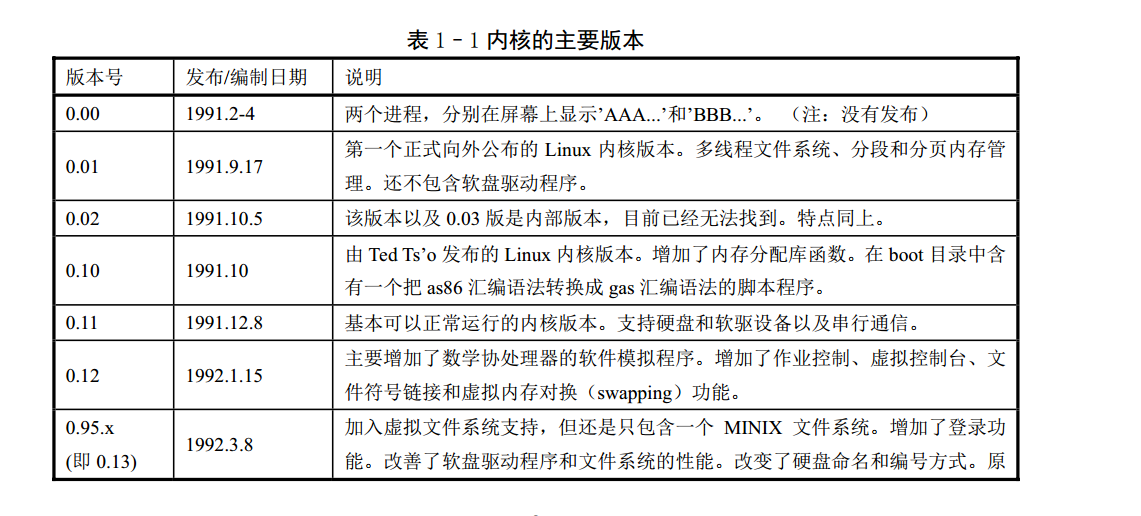 表 1-1 内核的主要版本
版本号 发布/编制日期 说明
0.00 1991.2-4 两个进程，分别在屏幕上显示’AAA...’和’BBB...’。 （注：没有发布）
0.01 1991.9.17 第一个正式向外公布的 Linux 内核版本。多线程文件系统、分段和分页内存管
理。还不包含软盘驱动程序。
0.02 1991.10.5 该版本以及 0.03 版是内部版本，目前已经无法找到。特点同上。
0.10 1991.10 由 Ted Ts’o 发布的 Linux 内核版本。增加了内存分配库函数。在 boot 目录中含
有一个把 as86 汇编语法转换成 gas 汇编语法的脚本程序。
0.11 1991.12.8 基本可以正常运行的内核版本。支持硬盘和软驱设备以及串行通信。
0.12 1992.1.15 主要增加了数学协处理器的软件模拟程序。增加了作业控制、虚拟控制台、文
件符号链接和虚拟内存对换（swapping）功能。
0.95.x
(即 0.13) 1992.3.8 加入虚拟文件系统支持，但还是只包含一个 MINIX 文件系统。增加了登录功
能。改善了软盘驱动程序和文件系统的性能。改变了硬盘命名和编号方式。原